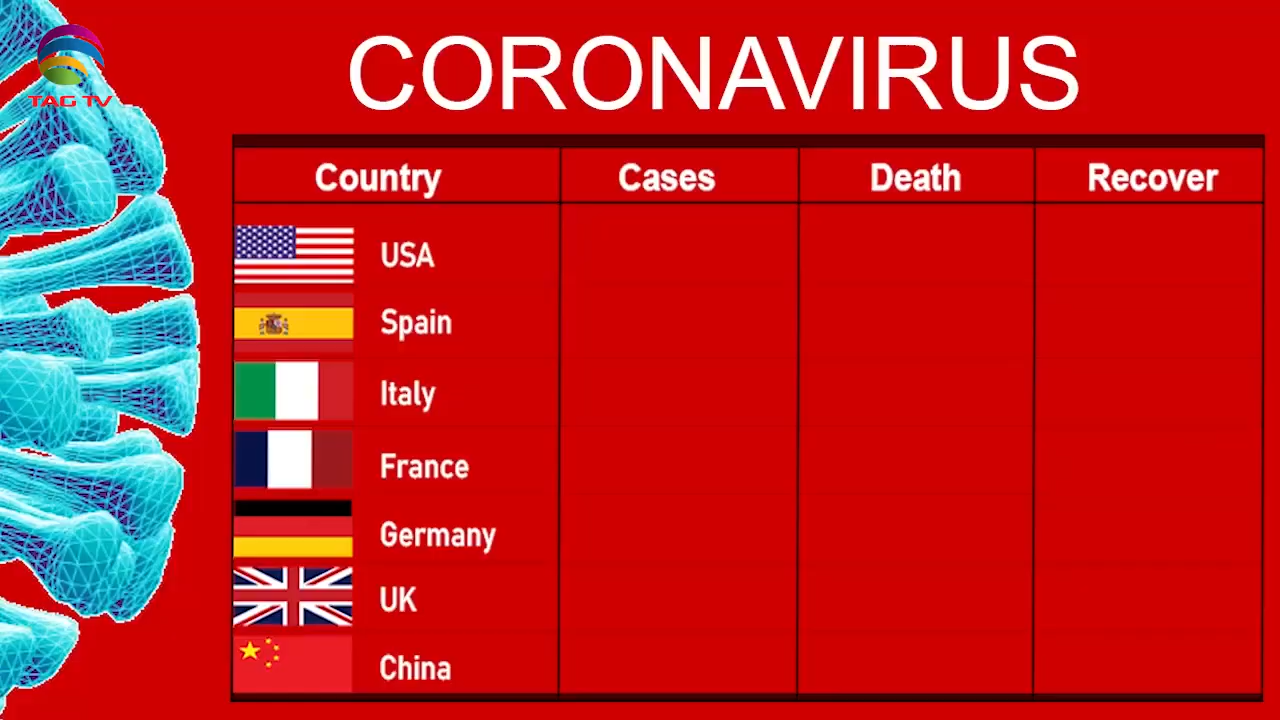 TAG TV
CORONAVIRUS
Country Cases Death Recover
USA
Spain
Italy
France
Germany
UK
China